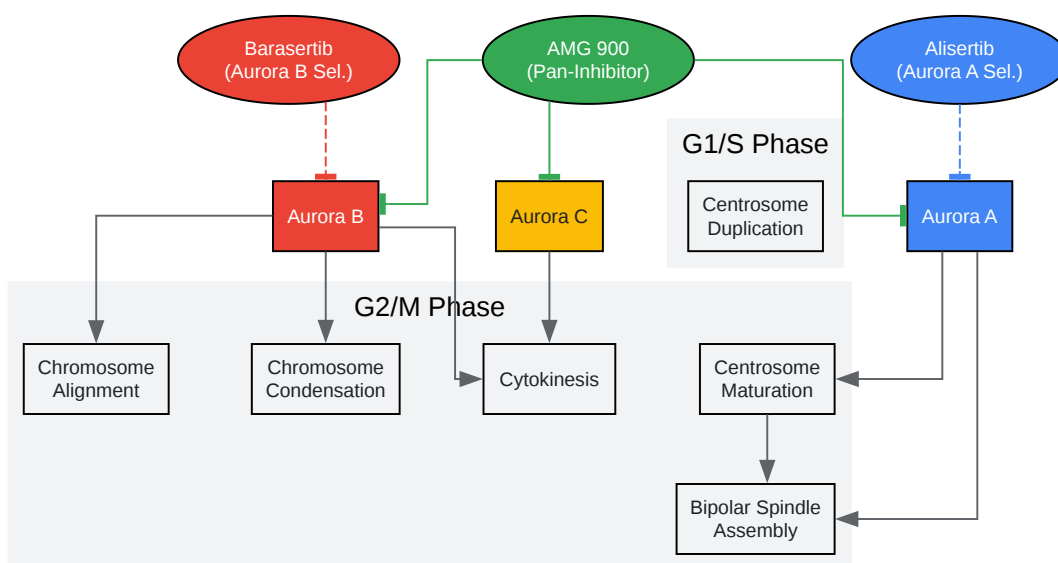 Barasertib
(Aurora B Sel.)
AMG 900
(Pan-Inhibitor)
Alisertib
(Aurora A Sel.)
G1/S Phase
Centrosome
Duplication
Aurora B
Aurora C
Aurora A
G2/M Phase
Chromosome
Alignment
Chromosome
Condensation
Cytokinesis
Centrosome
Maturation
Bipolar Spindle
Assembly